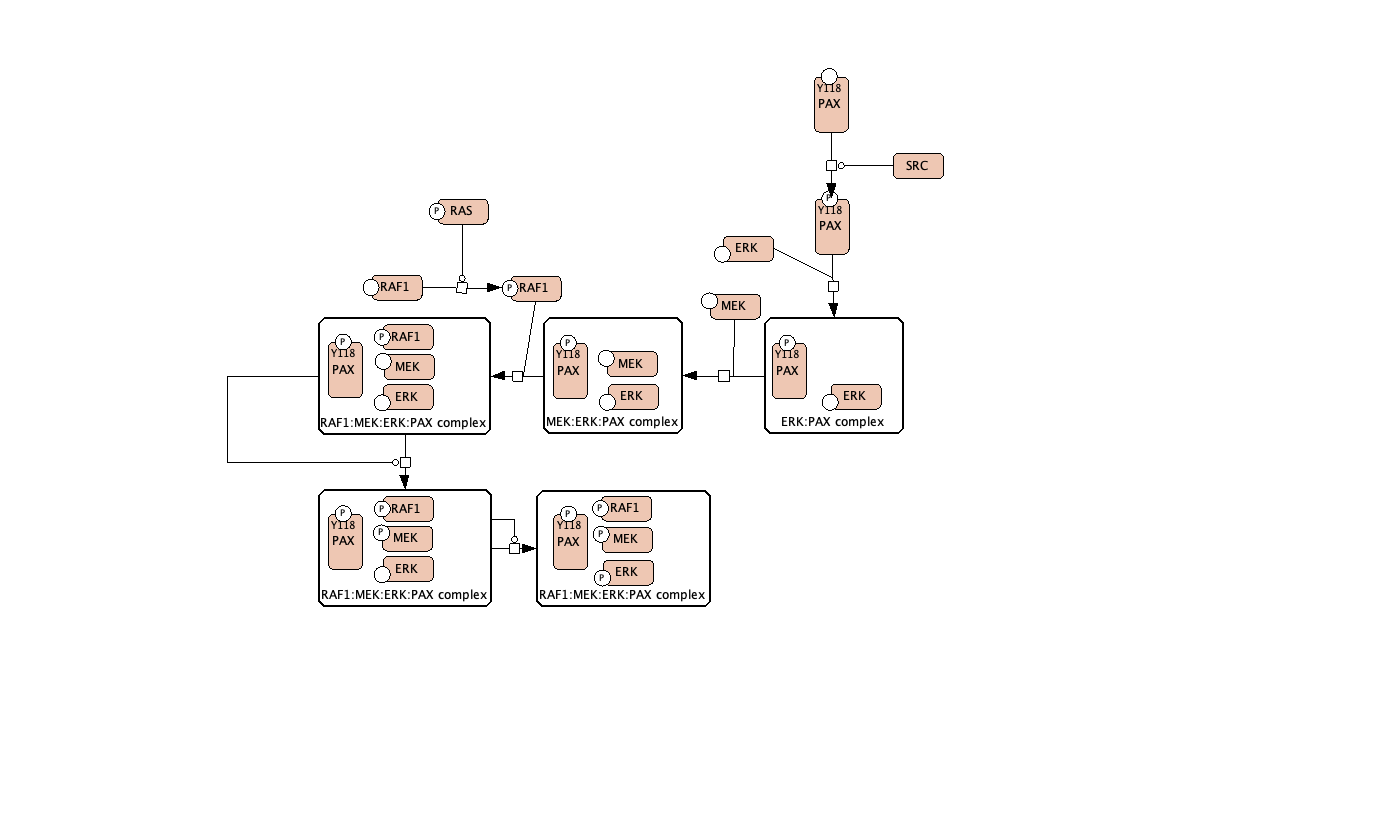 Y118
PAX
SRC
P
Y118
PAX
P
RAS
ERK
RAF1
P
RAF1
MEK
P
Y118
PAX
P
RAF1
MEK
ERK
RAF1:MEK:ERK:PAX complex
P
Y118
PAX
MEK
ERK
MEK:ERK:PAX complex
P
Y118
PAX
ERK
ERK:PAX complex
P
Y118
PAX
P
RAF1
P
MEK
ERK
RAF1:MEK:ERK:PAX complex
P
Y118
PAX
P
RAF1
P
MEK
P
ERK
RAF1:MEK:ERK:PAX complex